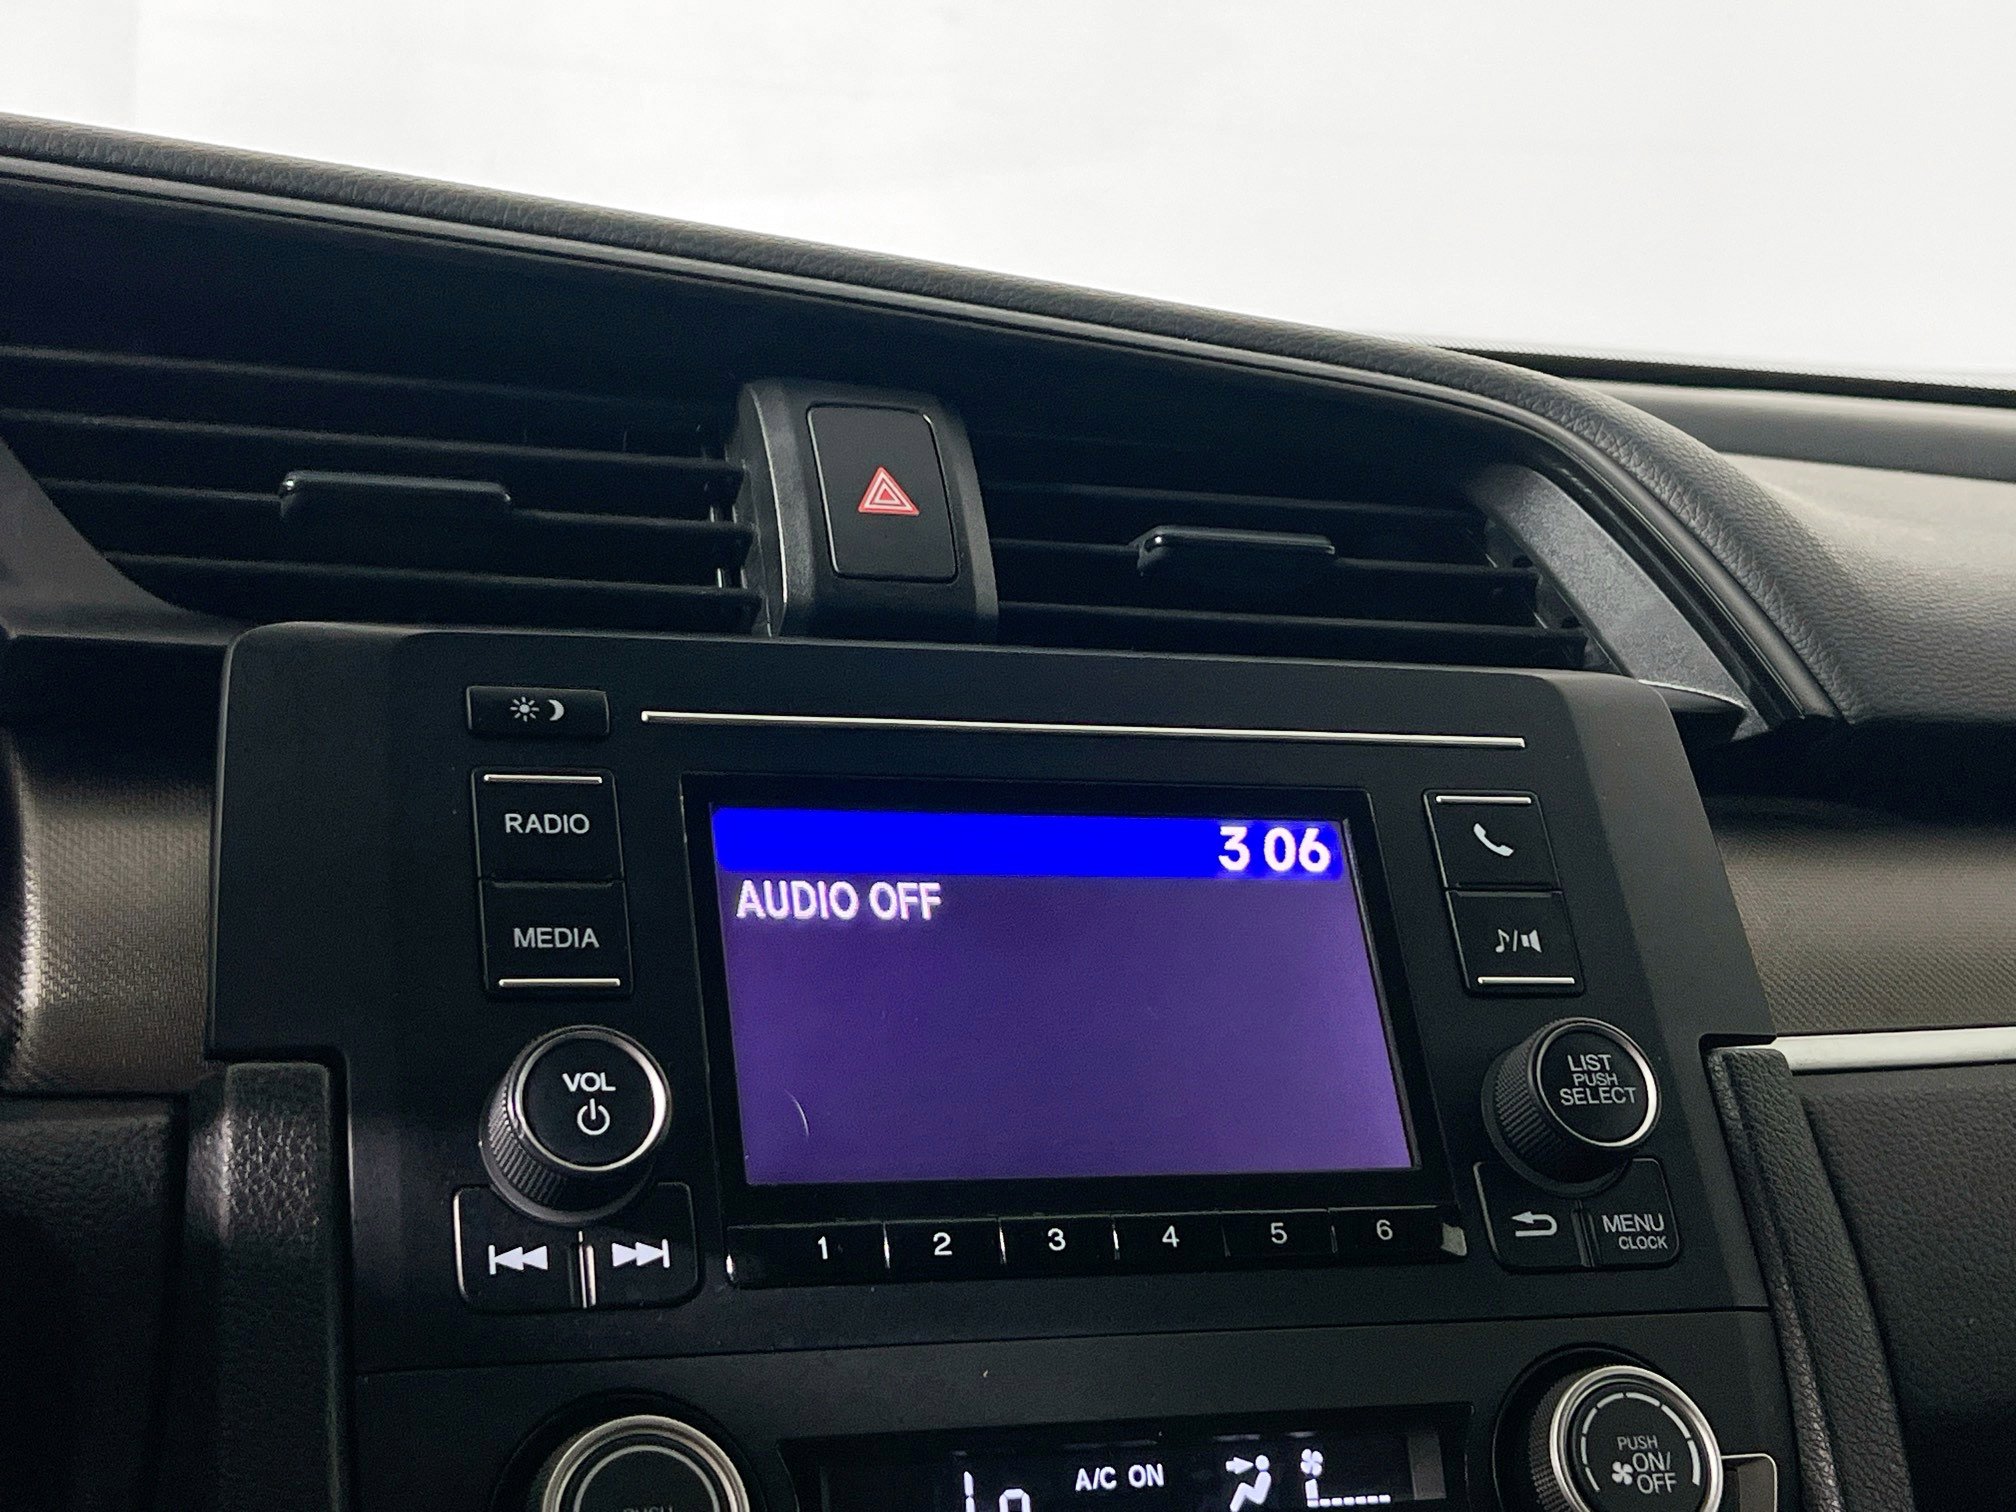 RADIO
MEDIA
VOL
3 06
AUDIO OFF
LIST
PUSH
SELECT
MENU
CLOCK
1 2 3 4 5 6
Lo
A/C ON
PUSH
ON/
OFF